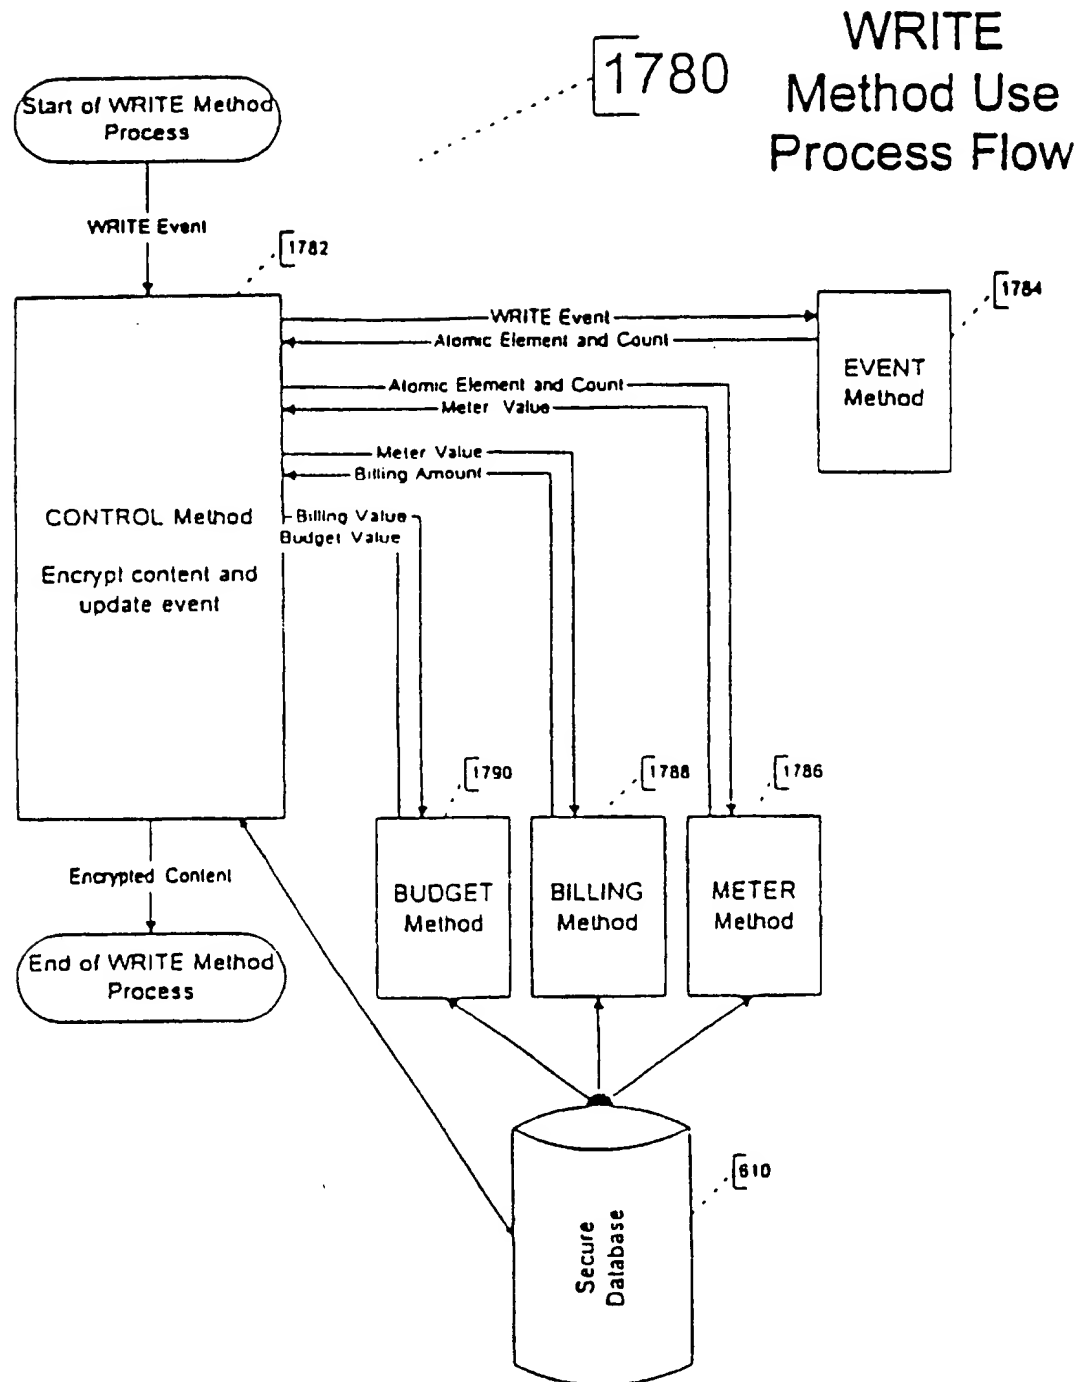 WRITE
Method Use
Process Flow
1780
Start of WRITE Method
Process
WRITE Event
1782
1784
WRITE Event
Atomic Element and Count
EVENT
Method
Atomic Element and Count
Meter Value
Meter Value
Billing Amount
CONTROL Method
Encrypt content and
update event
Billing Value
Budget Value
1790
1788
1786
Encrypted Content
BUDGET
Method
BILLING
Method
METER
Method
End of WRITE Method
Process
610
Secure
Database